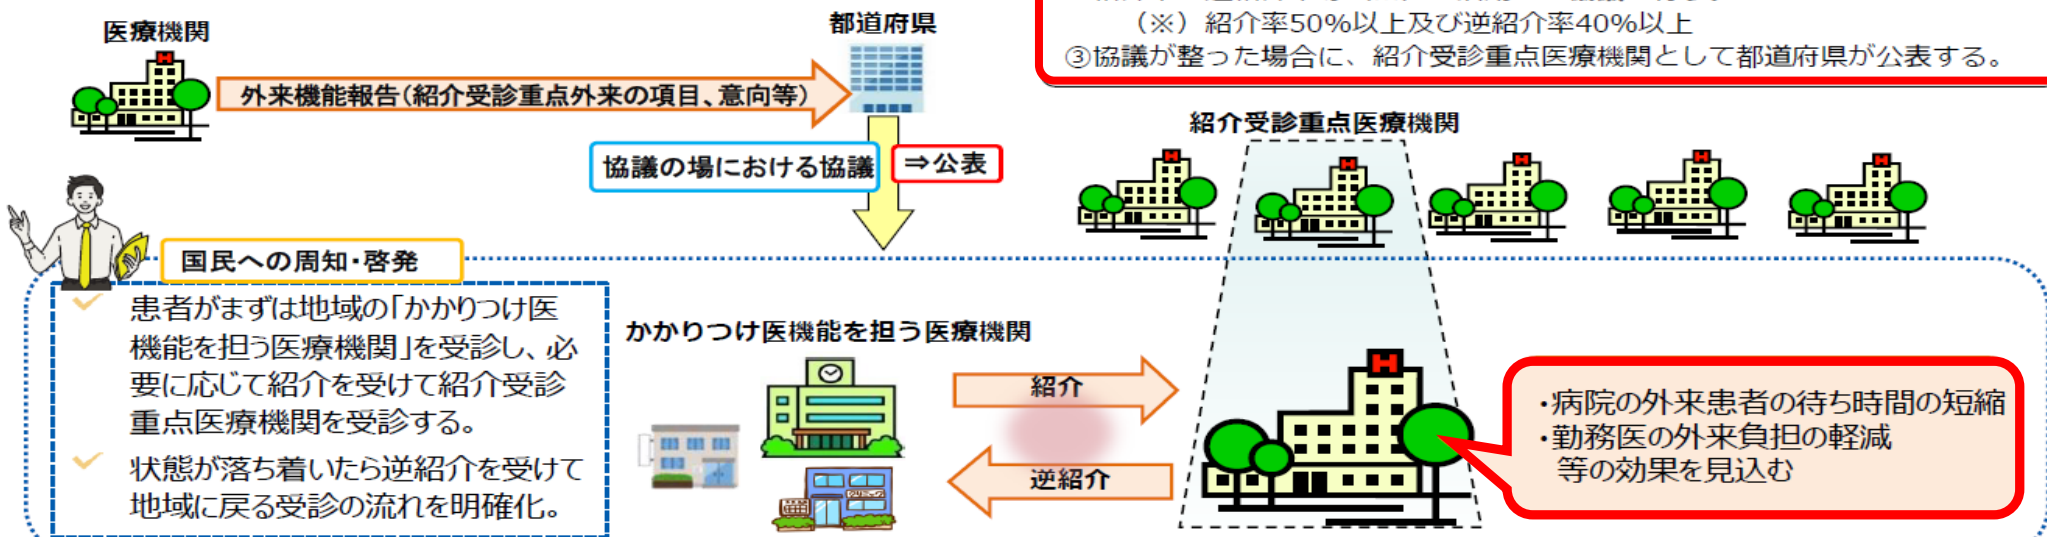 医療機関
都道府県
(※) 紹介率50%以上及び逆紹介率40%以上
③協議が整った場合に、紹介受診重点医療機関として都道府県が公表する。
外来機能報告(紹介受診重点外来の項目、意向等)
協議の場における協議
⇒公表
紹介受診重点医療機関
国民への周知・啓発
患者がまずは地域の「かかりつけ医
機能を担う医療機関」を受診し、必
要に応じて紹介を受けて紹介受診
重点医療機関を受診する。
状態が落ち着いたら逆紹介を受けて
地域に戻る受診の流れを明確化。
かかりつけ医機能を担う医療機関
紹介
逆紹介
・病院の外来患者の待ち時間の短縮
・勤務医の外来負担の軽減
等の効果を見込む